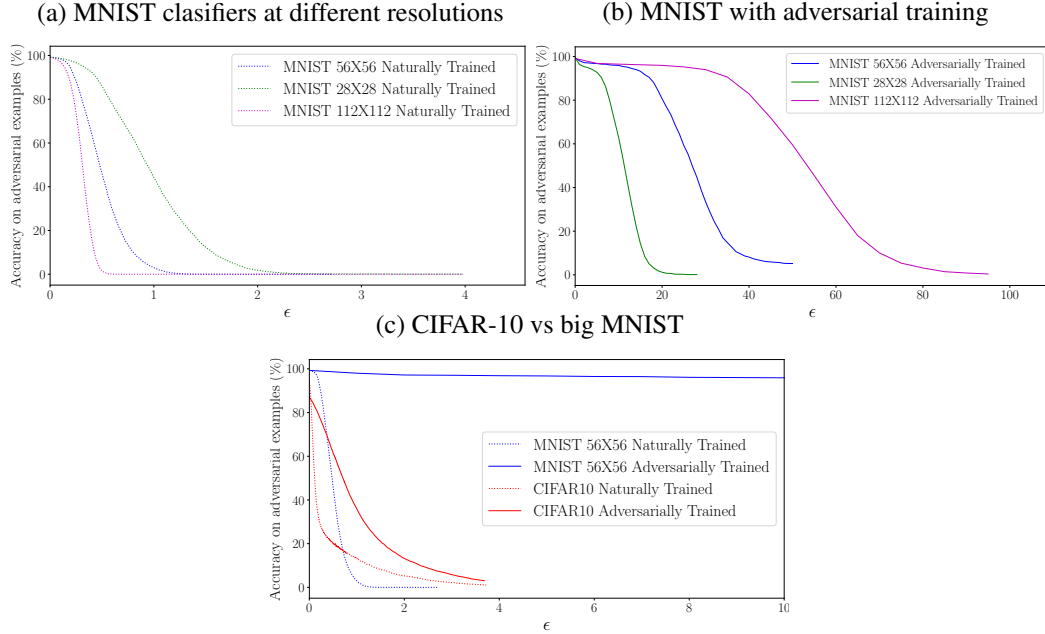 (a) MNIST clasifiers at different resolutions
Accuracy on adversarial examples (%)
100
80
60
40
20
0
MNIST 56X56 Naturally Trained
MNIST 28X28 Naturally Trained
MNIST 112X112 Naturally Trained
0 1 2 3 4
ϵ
(b) MNIST with adversarial training
Accuracy on adversarial examples (%)
100
80
60
40
20
0
MNIST 56X56 Adversarially Trained
MNIST 28X28 Adversarially Trained
MNIST 112X112 Adversarially Trained
0 20 40 60 80 100
ϵ
(c) CIFAR-10 vs big MNIST
Accuracy on adversarial examples (%)
100
80
60
40
20
0
MNIST 56X56 Naturally Trained
MNIST 56X56 Adversarially Trained
CIFAR10 Naturally Trained
CIFAR10 Adversarially Trained
0 2 4 6 8 10
ϵ